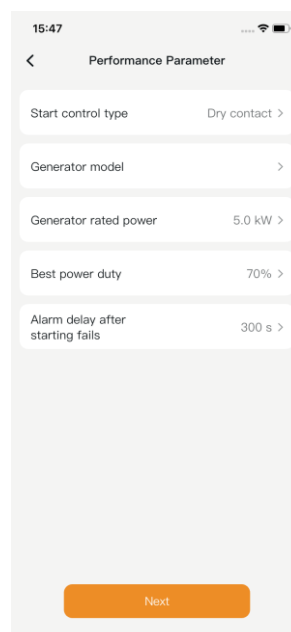 15:47
Performance Parameter
Start control type Dry contact >
Generator model >
Generator rated power 5.0 kW >
Best power duty 70% >
Alarm delay after
starting fails 300 s >
Next